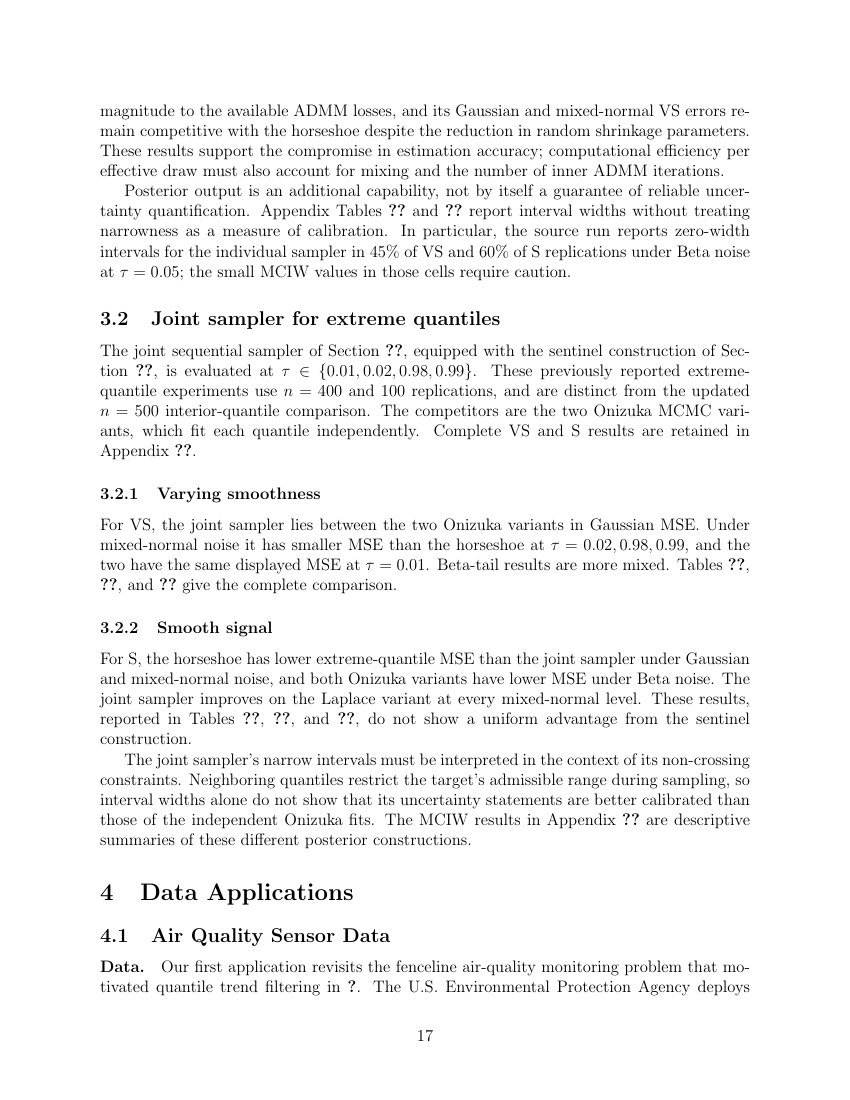 magnitude to the available ADMM losses, and its Gaussian and mixed-normal VS errors re-
main competitive with the horseshoe despite the reduction in random shrinkage parameters.
These results support the compromise in estimation accuracy; computational efficiency per
effective draw must also account for mixing and the number of inner ADMM iterations.
Posterior output is an additional capability, not by itself a guarantee of reliable uncer-
tainty quantification. Appendix Tables ?? and ?? report interval widths without treating
narrowness as a measure of calibration. In particular, the source run reports zero-width
intervals for the individual sampler in 45% of VS and 60% of S replications under Beta noise
at τ = 0.05; the small MCIW values in those cells require caution.
3.2 Joint sampler for extreme quantiles
The joint sequential sampler of Section ??, equipped with the sentinel construction of Sec-
tion ??, is evaluated at τ ∈ {0.01, 0.02, 0.98, 0.99}. These previously reported extreme-
quantile experiments use n = 400 and 100 replications, and are distinct from the updated
n = 500 interior-quantile comparison. The competitors are the two Onizuka MCMC vari-
ants, which fit each quantile independently. Complete VS and S results are retained in
Appendix ??.
3.2.1 Varying smoothness
For VS, the joint sampler lies between the two Onizuka variants in Gaussian MSE. Under
mixed-normal noise it has smaller MSE than the horseshoe at τ = 0.02, 0.98, 0.99, and the
two have the same displayed MSE at τ = 0.01. Beta-tail results are more mixed. Tables ??,
??, and ?? give the complete comparison.
3.2.2 Smooth signal
For S, the horseshoe has lower extreme-quantile MSE than the joint sampler under Gaussian
and mixed-normal noise, and both Onizuka variants have lower MSE under Beta noise. The
joint sampler improves on the Laplace variant at every mixed-normal level. These results,
reported in Tables ??, ??, and ??, do not show a uniform advantage from the sentinel
construction.
The joint sampler's narrow intervals must be interpreted in the context of its non-crossing
constraints. Neighboring quantiles restrict the target's admissible range during sampling, so
interval widths alone do not show that its uncertainty statements are better calibrated than
those of the independent Onizuka fits. The MCIW results in Appendix ?? are descriptive
summaries of these different posterior constructions.
4 Data Applications
4.1 Air Quality Sensor Data
Data. Our first application revisits the fenceline air-quality monitoring problem that mo-
tivated quantile trend filtering in ?. The U.S. Environmental Protection Agency deploys
17